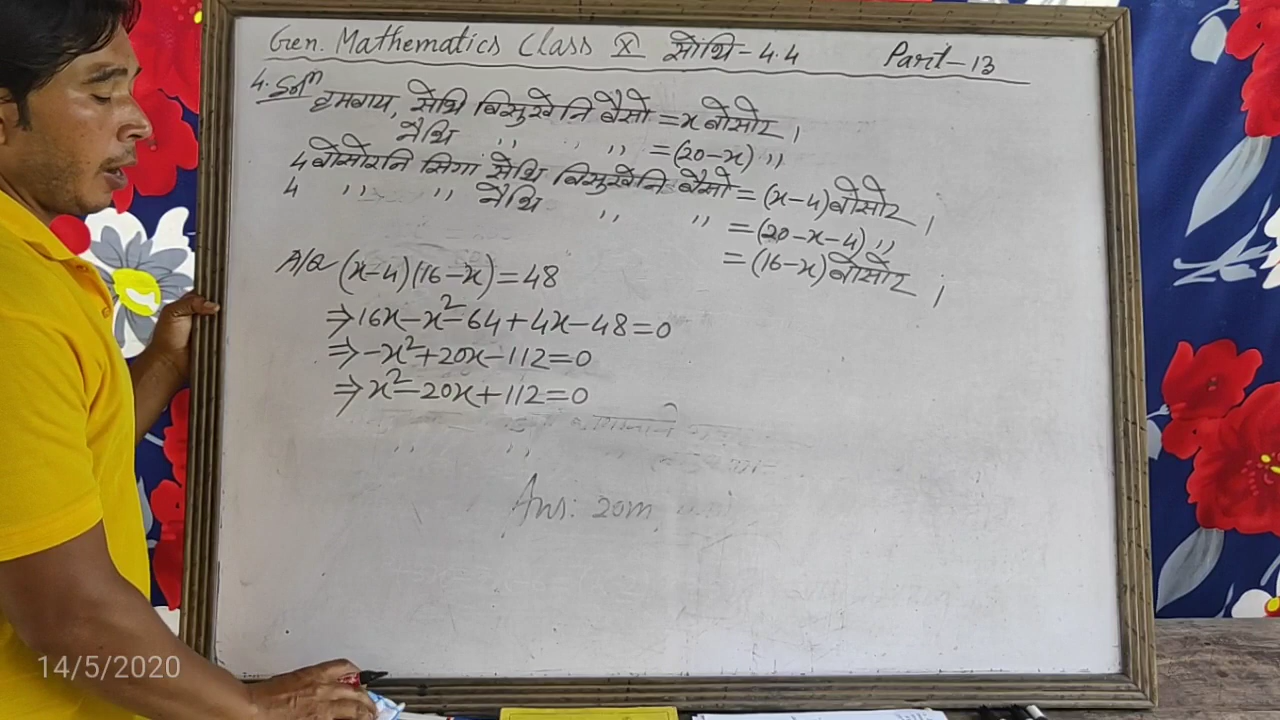 Gen. Mathematics Class X सोंथि = 4.4 Part-13
4. Solⁿ हमगाय, सेथि बिसुखेनि बैसो = x बोसोर,
नैथि ,, ,, ,, = (20-x) ,,
4 बोसोरनि सिगां सेथि बिसुखेनि बैसो = (x-4) बोसोर,
4 ,, ,, नैथि ,, ,, = (20-x-4) ,,
= (16-x) बोसोर,
A/Q (x-4)(16-x)=48
⇒16x-x²-64+4x-48=0
⇒-x²+20x-112=0
⇒x²-20x+112=0
Ans: 20m
14/5/2020